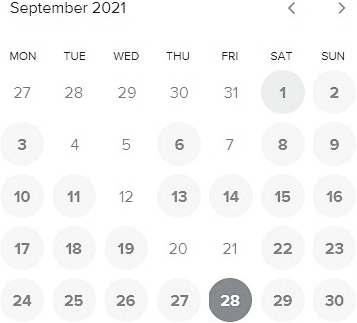 September 2021
MON TUE WED THU FRI SAT SUN
27 28 29 30 31 1 2
3 4 5 6 7 8 9
10 11 12 13 14 15 16
17 18 19 20 21 22 23
24 25 26 27 28 29 30